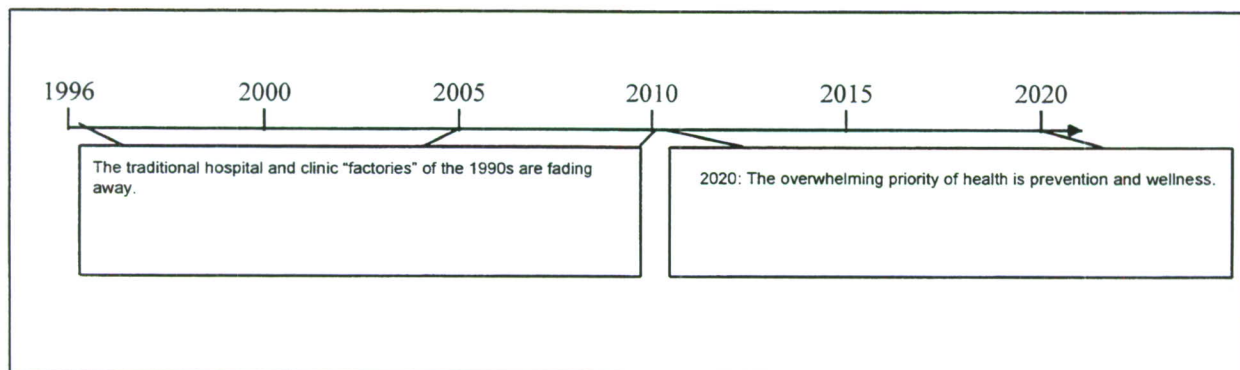 1996 2000 2005 2010 2015 2020
The traditional hospital and clinic “factories” of the 1990s are fading
away.
2020: The overwhelming priority of health is prevention and wellness.